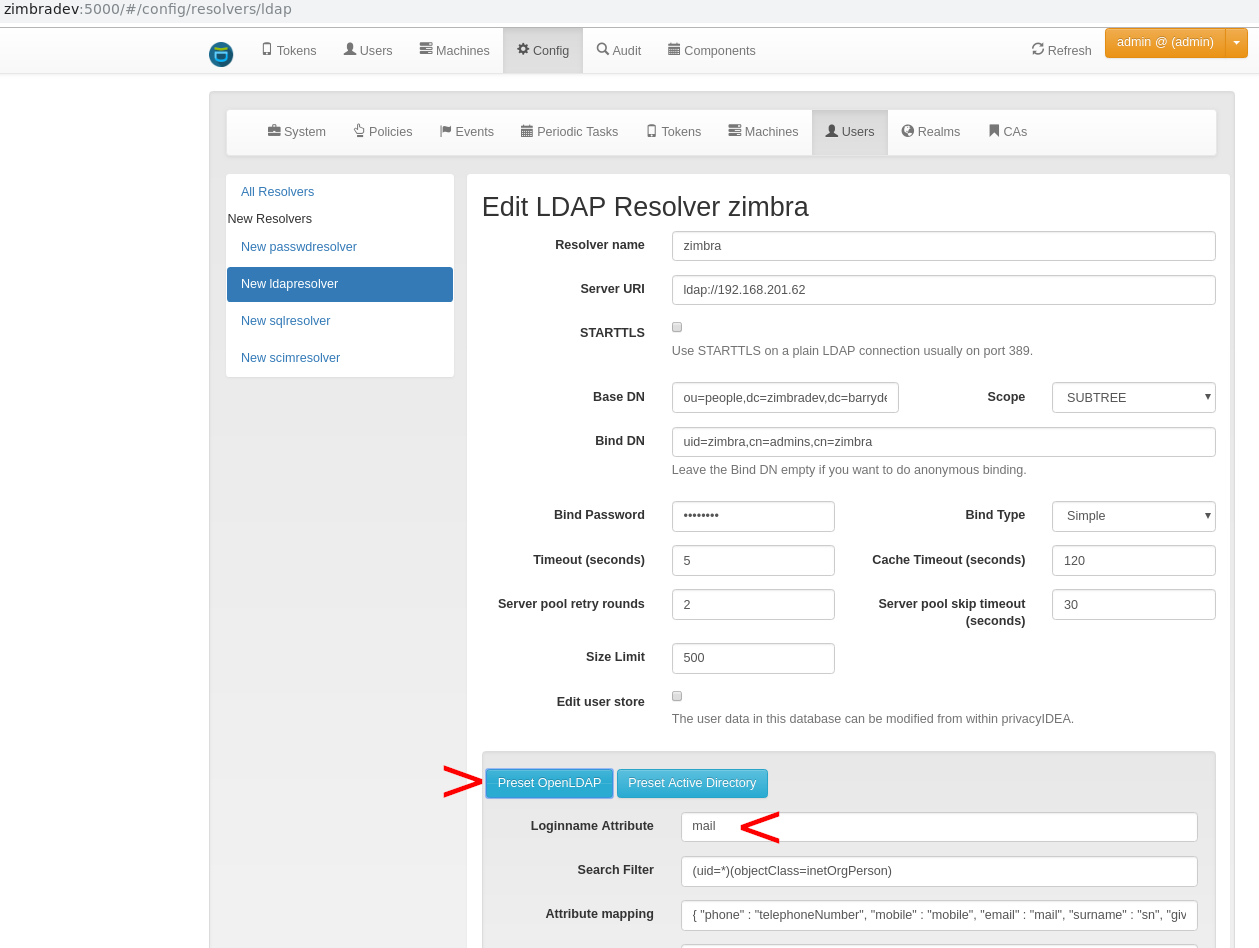 zimbradev:5000/#/config/resolvers/ldap
Tokens Users Machines Config Audit Components Refresh admin @ (admin)
System Policies Events Periodic Tasks Tokens Machines Users Realms CAs
All Resolvers
New Resolvers
New passwdresolver
New ldapresolver
New sqlresolver
New scimresolver
Edit LDAP Resolver zimbra
Resolver name zimbra
Server URI ldap://192.168.201.62
STARTTLS
Use STARTTLS on a plain LDAP connection usually on port 389.
Base DN ou=people,dc=zimbradev,dc=barryde Scope SUBTREE
Bind DN uid=zimbra,cn=admins,cn=zimbra
Leave the Bind DN empty if you want to do anonymous binding.
Bind Password •••••••• Bind Type Simple
Timeout (seconds) 5 Cache Timeout (seconds) 120
Server pool retry rounds 2 Server pool skip timeout (seconds) 30
Size Limit 500
Edit user store
The user data in this database can be modified from within privacyIDEA.
> Preset OpenLDAP Preset Active Directory
Loginname Attribute mail <
Search Filter (uid=*)(objectClass=inetOrgPerson)
Attribute mapping { "phone" : "telephoneNumber", "mobile" : "mobile", "email" : "mail", "surname" : "sn", "giv